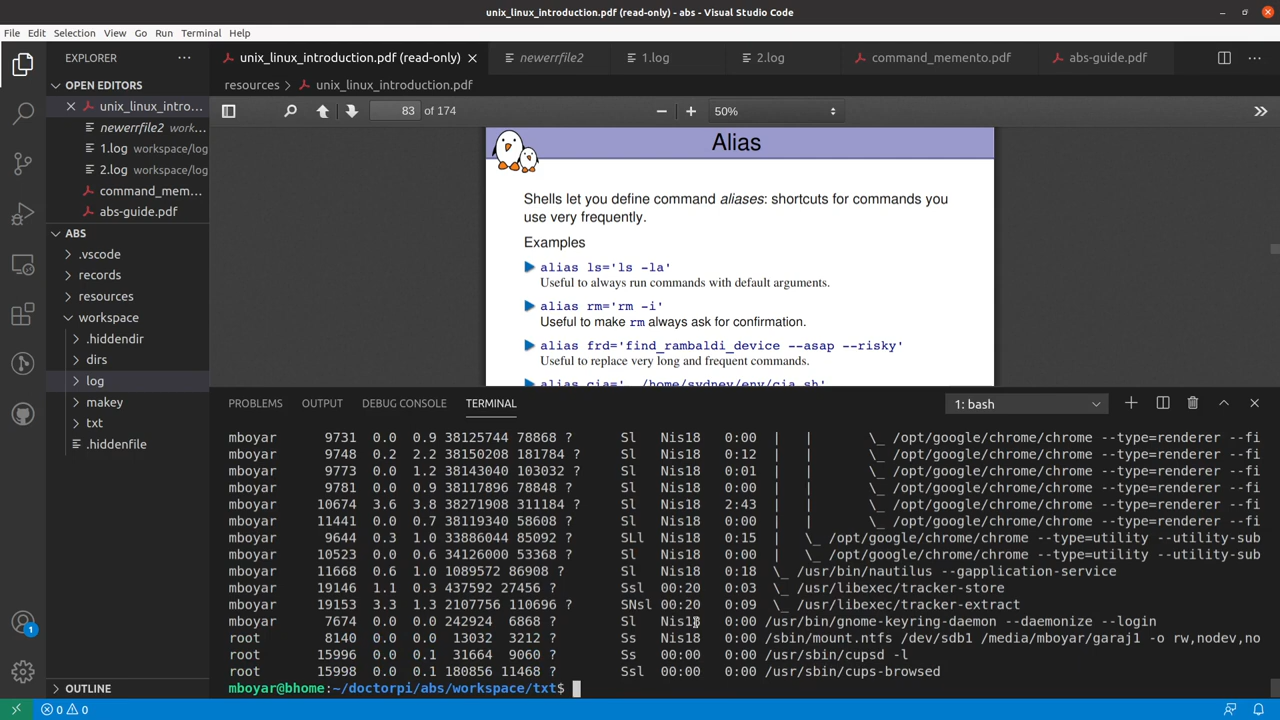 unix_linux_introduction.pdf (read-only) - abs - Visual Studio Code
File Edit Selection View Go Run Terminal Help
EXPLORER
OPEN EDITORS
unix_linux_intro...
newerrfile2 work...
1.log workspace/log
2.log workspace/log
command_mem...
abs-guide.pdf
ABS
.vscode
records
resources
workspace
.hiddendir
dirs
log
makey
txt
.hiddenfile
OUTLINE
unix_linux_introduction.pdf (read-only) newerrfile2 1.log 2.log command_memento.pdf abs-guide.pdf
resources > unix_linux_introduction.pdf
83 of 174 50%
Alias
Shells let you define command aliases: shortcuts for commands you
use very frequently.
Examples
alias ls='ls -la'
Useful to always run commands with default arguments.
alias rm='rm -i'
Useful to make rm always ask for confirmation.
alias frd='find_rambaldi_device --asap --risky'
Useful to replace very long and frequent commands.
alias cia='. /home/sydney/env/cia.sh'
PROBLEMS OUTPUT DEBUG CONSOLE TERMINAL 1: bash
mboyar 9731 0.0 0.9 38125744 78868 ? Sl Nis18 0:00 | | \_ /opt/google/chrome/chrome --type=renderer --fi
mboyar 9748 0.2 2.2 38150208 181784 ? Sl Nis18 0:12 | | \_ /opt/google/chrome/chrome --type=renderer --fi
mboyar 9773 0.0 1.2 38143040 103032 ? Sl Nis18 0:01 | | \_ /opt/google/chrome/chrome --type=renderer --fi
mboyar 9781 0.0 0.9 38117896 78848 ? Sl Nis18 0:00 | | \_ /opt/google/chrome/chrome --type=renderer --fi
mboyar 10674 3.6 3.8 38271908 311184 ? Sl Nis18 2:43 | | \_ /opt/google/chrome/chrome --type=renderer --fi
mboyar 11441 0.0 0.7 38119340 58608 ? Sl Nis18 0:00 | | \_ /opt/google/chrome/chrome --type=renderer --fi
mboyar 9644 0.3 1.0 33886044 85092 ? SLl Nis18 0:15 | \_ /opt/google/chrome/chrome --type=utility --utility-sub
mboyar 10523 0.0 0.6 34126000 53368 ? Sl Nis18 0:00 | \_ /opt/google/chrome/chrome --type=utility --utility-sub
mboyar 11668 0.6 1.0 1089572 86908 ? Sl Nis18 0:18 \_ /usr/bin/nautilus --gapplication-service
mboyar 19146 1.1 0.3 437592 27456 ? Ssl 00:20 0:03 \_ /usr/libexec/tracker-store
mboyar 19153 3.3 1.3 2107756 110696 ? SNsl 00:20 0:09 \_ /usr/libexec/tracker-extract
mboyar 7674 0.0 0.0 242924 6868 ? Sl Nis18 0:00 /usr/bin/gnome-keyring-daemon --daemonize --login
root 8140 0.0 0.0 13032 3212 ? Ss Nis18 0:00 /sbin/mount.ntfs /dev/sdb1 /media/mboyar/garaj1 -o rw,nodev,no
root 15996 0.0 0.1 31664 9060 ? Ss 00:00 0:00 /usr/sbin/cupsd -l
root 15998 0.0 0.1 180856 11468 ? Ssl 00:00 0:00 /usr/sbin/cups-browsed
mboyar@bhome:~/doctorpi/abs/workspace/txt$
1
0 0